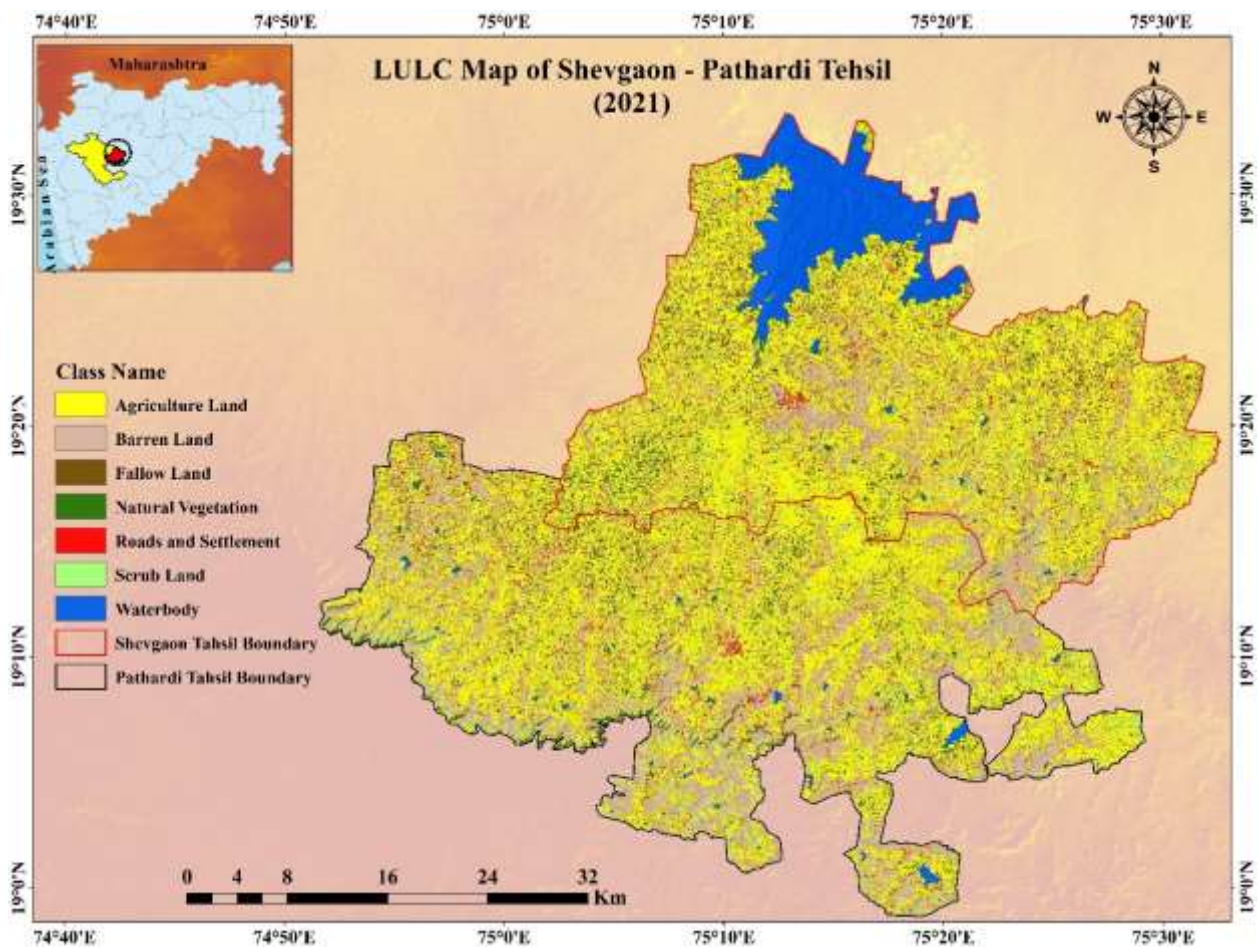 74°40'E 74°50'E 75°0'E 75°10'E 75°20'E 75°30'E
Maharashtra
Arabian Sea
LULC Map of Shevgaon - Pathardi Tehsil
(2021)
N
W E
S
19°30'N 19°30'N
19°20'N 19°20'N
19°10'N 19°10'N
19°0'N 19°0'N
Class Name
Agriculture Land
Barren Land
Fallow Land
Natural Vegetation
Roads and Settlement
Scrub Land
Waterbody
Shevgaon Tahsil Boundary
Pathardi Tahsil Boundary
0 4 8 16 24 32
Km
74°40'E 74°50'E 75°0'E 75°10'E 75°20'E 75°30'E